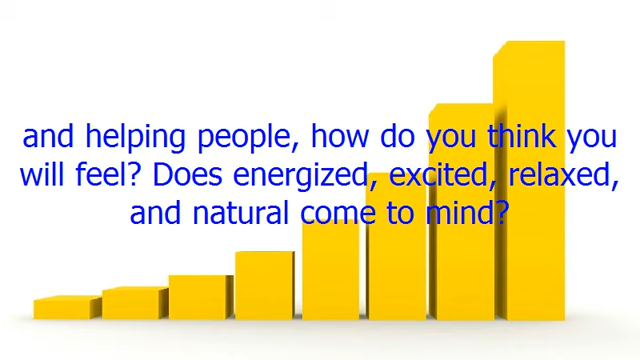 and helping people, how do you think you
will feel? Does energized, excited, relaxed,
and natural come to mind?